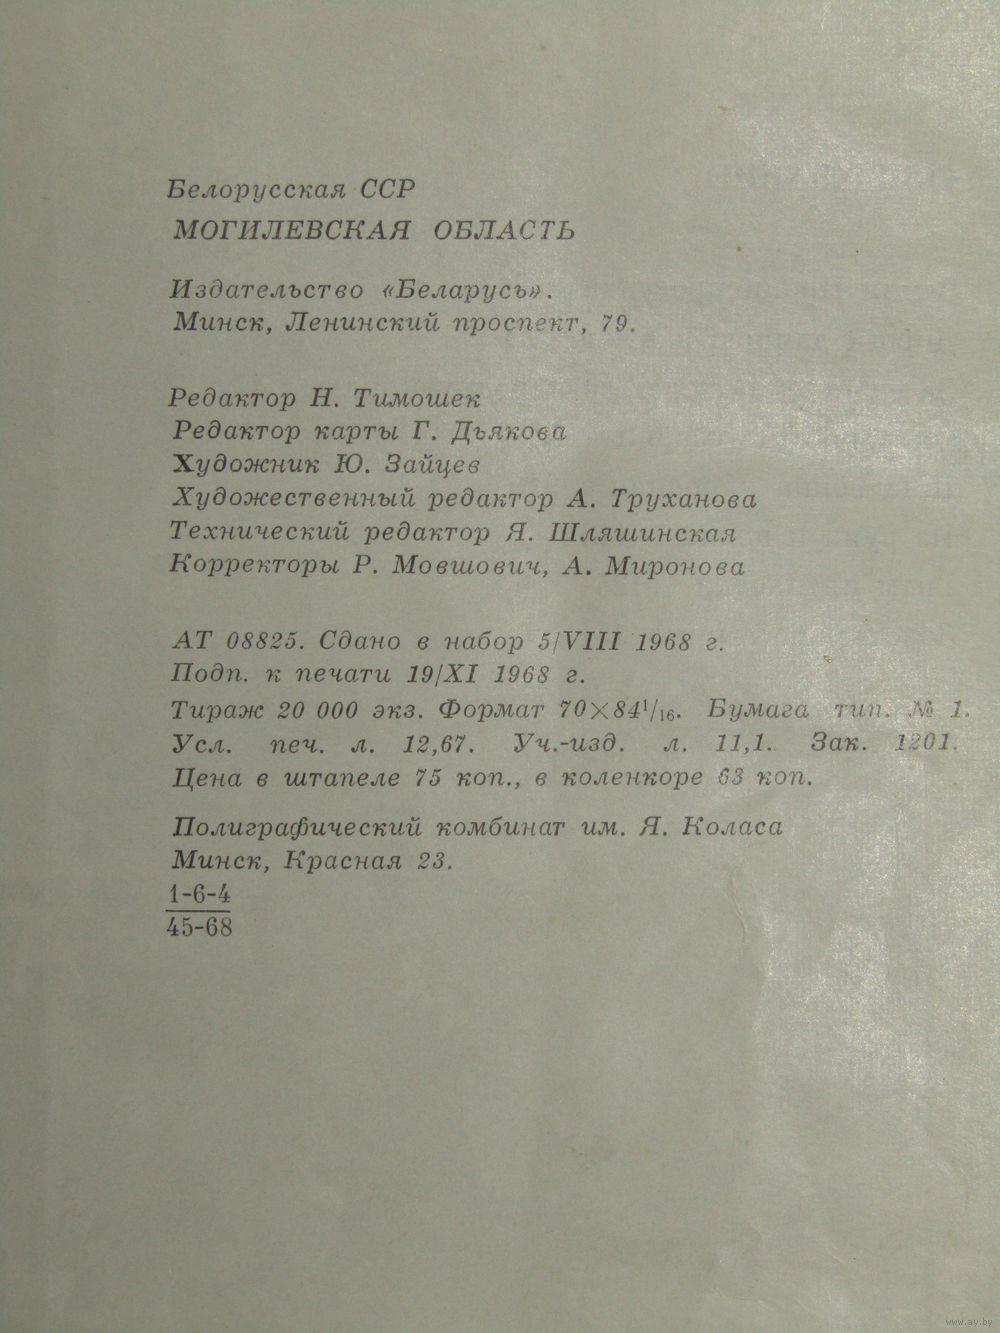 Белорусская ССР
МОГИЛЕВСКАЯ ОБЛАСТЬ
Издательство «Беларусь».
Минск, Ленинский проспект, 79.
Редактор Н. Тимошек
Редактор карты Г. Дьякова
Художник Ю. Зайцев
Художественный редактор А. Труханова
Технический редактор Я. Шляшинская
Корректоры Р. Мовшович, А. Миронова
АТ 08825. Сдано в набор 5/VIII 1968 г.
Подп. к печати 19/XI 1968 г.
Тираж 20 000 экз. Формат 70×84¹/₁₆. Бумага тип. № 1.
Усл. печ. л. 12,67. Уч.-изд. л. 11,1. Зак. 1201.
Цена в штапеле 75 коп., в коленкоре 63 коп.
Полиграфический комбинат им. Я. Коласа
Минск, Красная 23.
1-6-4
45-68
www.ay.by